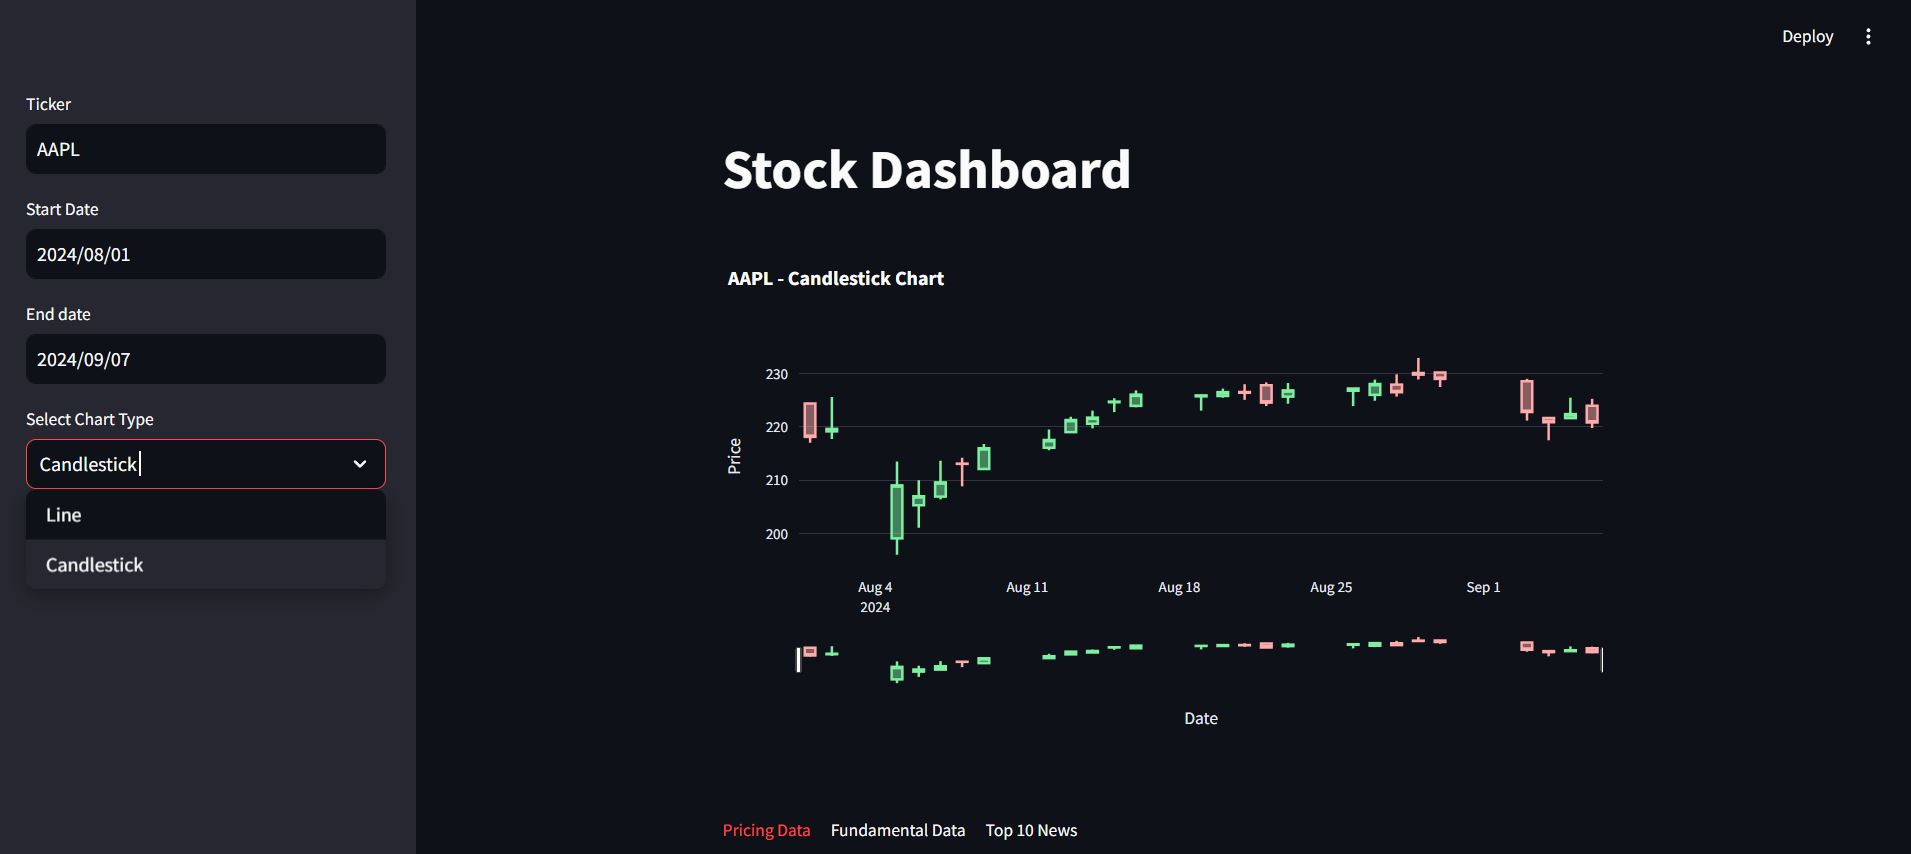 Deploy
Ticker
AAPL
Start Date
2024/08/01
End date
2024/09/07
Select Chart Type
Candlestick
Line
Candlestick
Stock Dashboard
AAPL - Candlestick Chart
230
220
210
200
Price
Aug 4 Aug 11 Aug 18 Aug 25 Sep 1
2024
Date
Pricing Data Fundamental Data Top 10 News